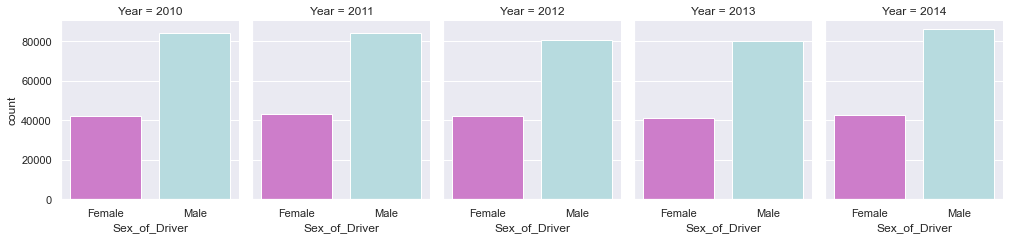 Year = 2010 Year = 2011 Year = 2012 Year = 2013 Year = 2014
80000
60000
40000
20000
0
count
Female Male Female Male Female Male Female Male Female Male
Sex_of_Driver Sex_of_Driver Sex_of_Driver Sex_of_Driver Sex_of_Driver